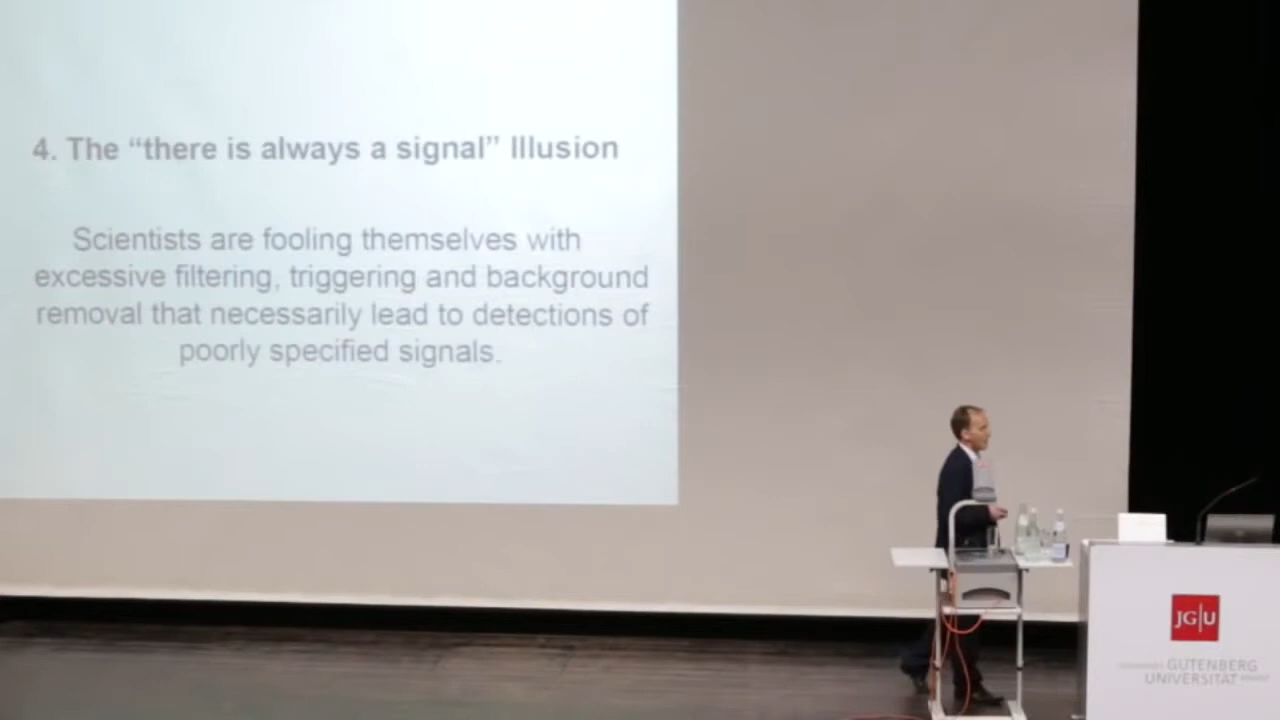 4. The “there is always a signal” Illusion
Scientists are fooling themselves with
excessive filtering, triggering and background
removal that necessarily lead to detections of
poorly specified signals.
JG|U
GUTENBERG
UNIVERSITÄT